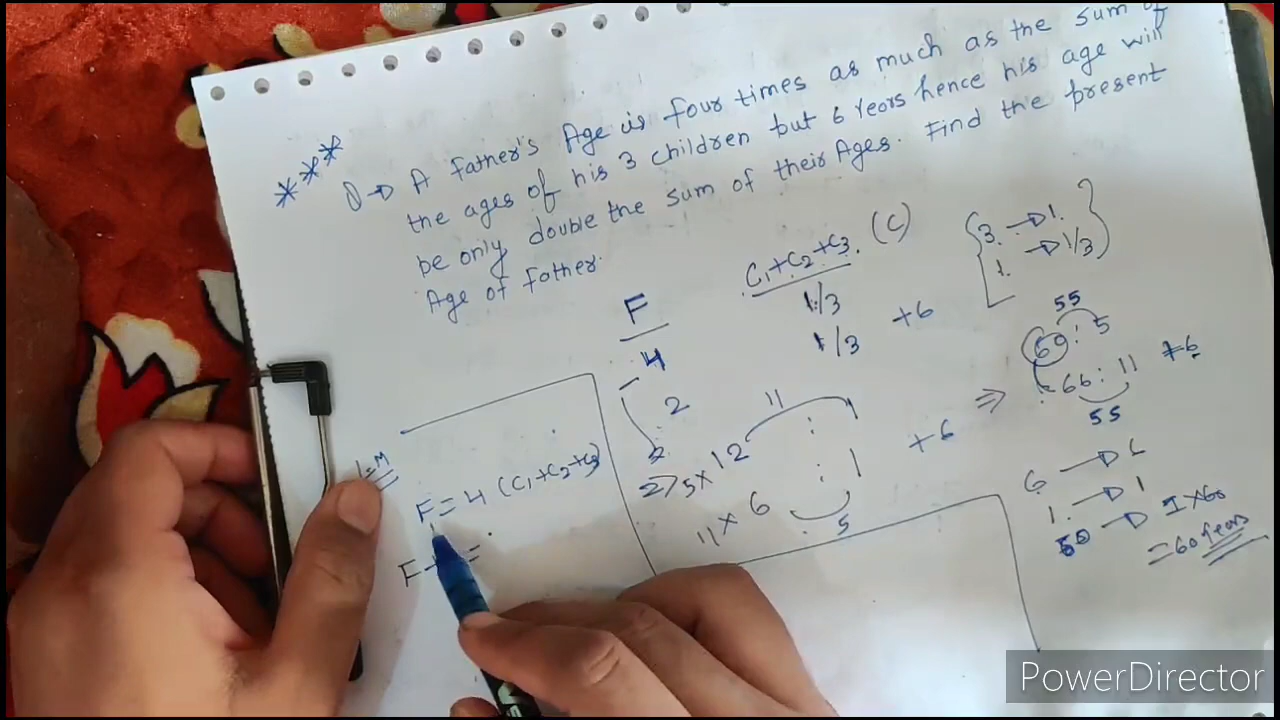 *** Q→ A Father's Age is four times as much as the sum of
the ages of his 3 children but 6 Years hence his age will
be only double the sum of their Ages. Find the present
Age of Father.
F
C1+C2+C3. (C)
3. → 1.
1. → 1/3
4
1/3
2
1/3 +6
55
60 : 5
66 : 11 +6
55
11
⇒ 5 × 12 : 1
11 × 6 : 1 +6
5
⇒
6 → 6
1. → 1
60 → 1×60
= 60 Years
F = 4 (C1+C2+C3)
PowerDirector